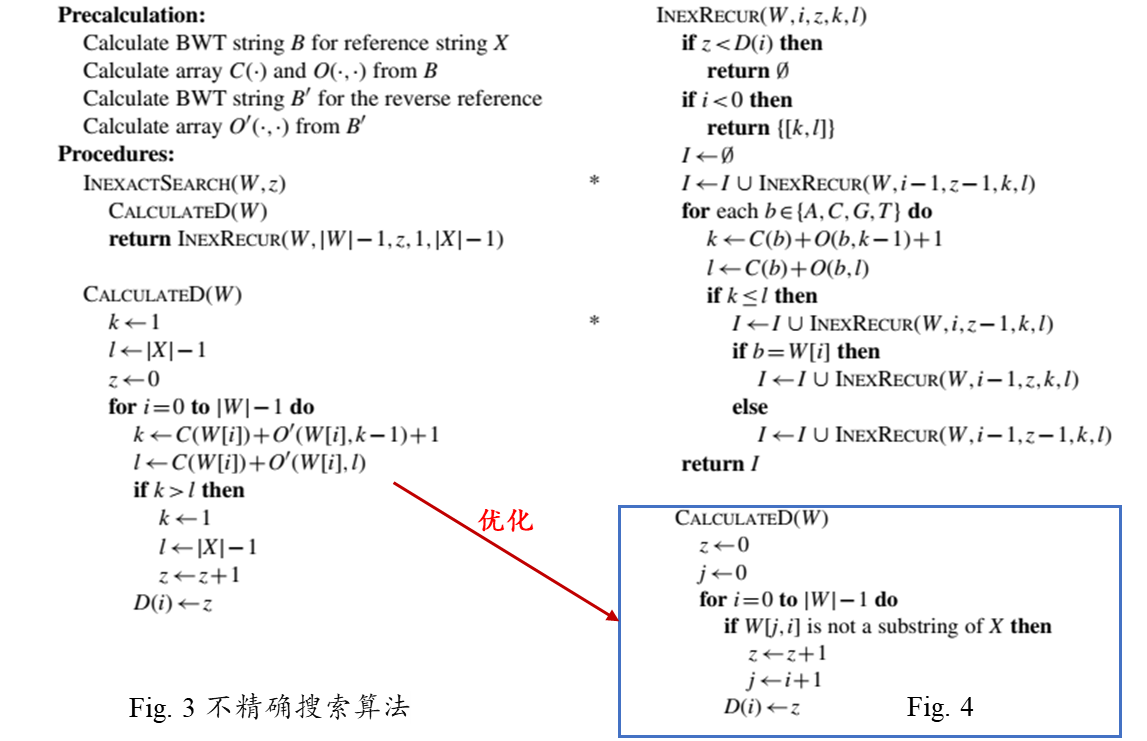 Precalculation:
Calculate BWT string B for reference string X
Calculate array C(·) and O(·,·) from B
Calculate BWT string B′ for the reverse reference
Calculate array O′(·,·) from B′
Procedures:
INEXACTSEARCH(W,z)
CALCULATED(W)
return INEXRECUR(W,|W|−1,z,1,|X|−1)
CALCULATED(W)
k←1
l←|X|−1
z←0
for i=0 to |W|−1 do
k←C(W[i])+O′(W[i],k−1)+1
l←C(W[i])+O′(W[i],l)
if k>l then
k←1
l←|X|−1
z←z+1
D(i)←z
Fig. 3 不精确搜索算法
INEXRECUR(W,i,z,k,l)
if z<D(i) then
return ∅
if i<0 then
return {[k,l]}
I←∅
* I←I∪INEXRECUR(W,i−1,z−1,k,l)
for each b∈{A,C,G,T} do
k←C(b)+O(b,k−1)+1
l←C(b)+O(b,l)
if k≤l then
* I←I∪INEXRECUR(W,i,z−1,k,l)
if b=W[i] then
I←I∪INEXRECUR(W,i−1,z,k,l)
else
I←I∪INEXRECUR(W,i−1,z−1,k,l)
return I
优化
CALCULATED(W)
z←0
j←0
for i=0 to |W|−1 do
if W[j,i] is not a substring of X then
z←z+1
j←i+1
D(i)←z
Fig. 4